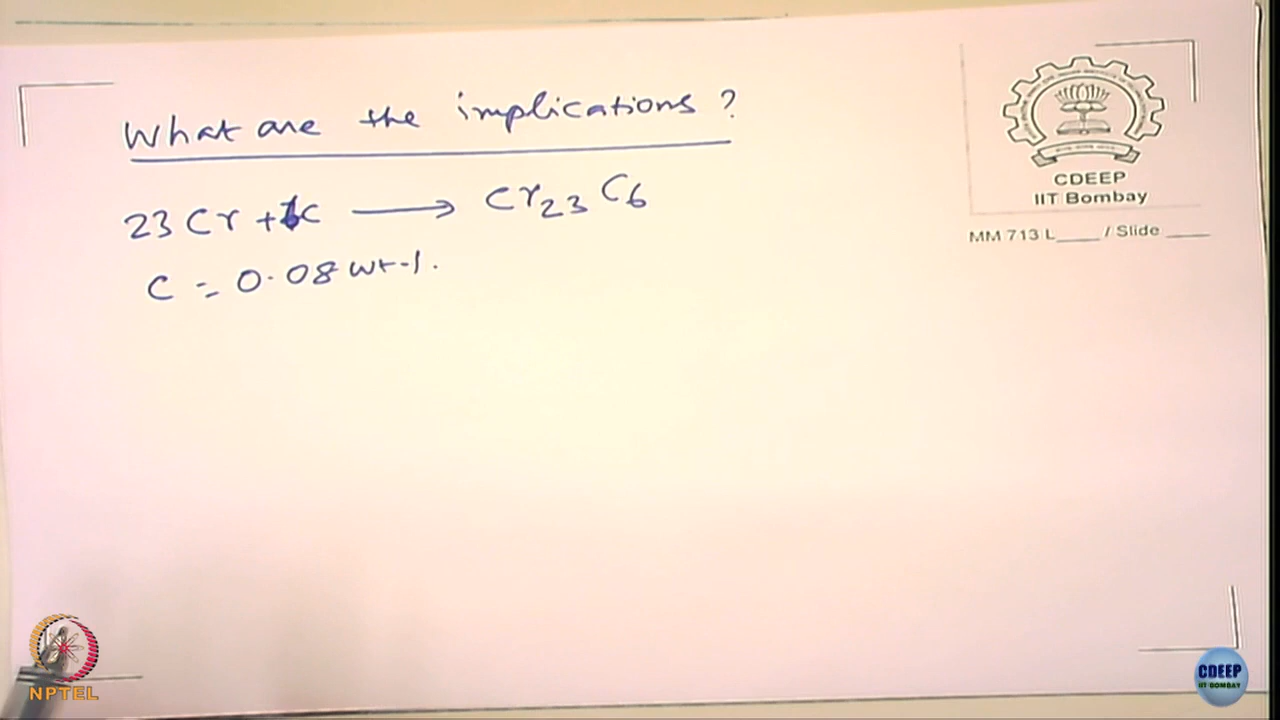 What are the implications ?
23 Cr + 6C ⟶ Cr23 C6
C = 0.08 wt-1.
CDEEP
IIT Bombay
MM 713 L____ / Slide ____
NPTEL
CDEEP
IIT BOMBAY